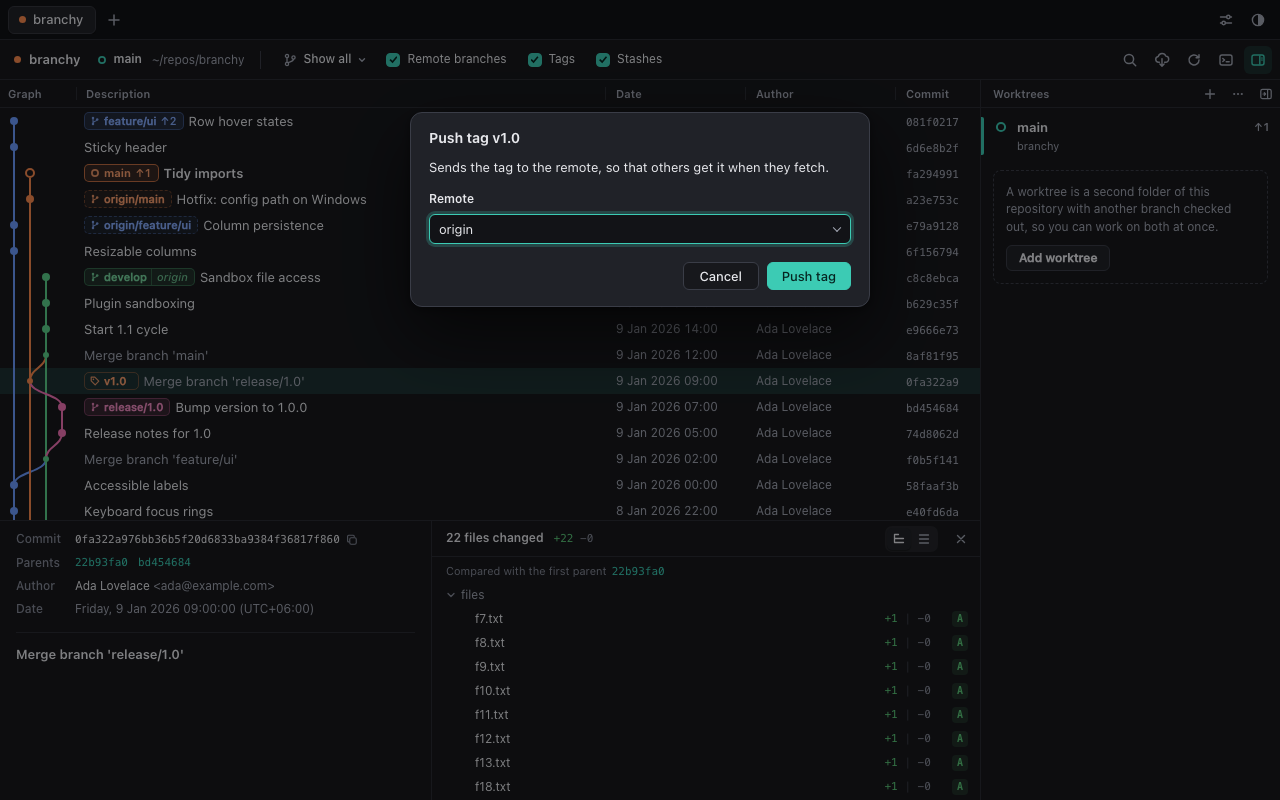 branchy
branchy main ~/repos/branchy Show all Remote branches Tags Stashes
Graph Description Date Author Commit
feature/ui ↑2 Row hover states 081f0217
Sticky header 6d6e8b2f
main ↑1 Tidy imports fa294991
origin/main Hotfix: config path on Windows a23e753c
origin/feature/ui Column persistence e79a9128
Resizable columns 6f156794
develop origin Sandbox file access c8c8ebca
Plugin sandboxing b629c35f
Start 1.1 cycle 9 Jan 2026 14:00 Ada Lovelace e9666e73
Merge branch 'main' 9 Jan 2026 12:00 Ada Lovelace 8af81f95
v1.0 Merge branch 'release/1.0' 9 Jan 2026 09:00 Ada Lovelace 0fa322a9
release/1.0 Bump version to 1.0.0 9 Jan 2026 07:00 Ada Lovelace bd454684
Release notes for 1.0 9 Jan 2026 05:00 Ada Lovelace 74d8062d
Merge branch 'feature/ui' 9 Jan 2026 02:00 Ada Lovelace f0b5f141
Accessible labels 9 Jan 2026 00:00 Ada Lovelace 58faaf3b
Keyboard focus rings 8 Jan 2026 22:00 Ada Lovelace e40fd6da
Push tag v1.0
Sends the tag to the remote, so that others get it when they fetch.
Remote
origin
Cancel Push tag
Worktrees
main ↑1
branchy
A worktree is a second folder of this
repository with another branch checked
out, so you can work on both at once.
Add worktree
Commit 0fa322a976bb36b5f20d6833ba9384f36817f860
Parents 22b93fa0 bd454684
Author Ada Lovelace <ada@example.com>
Date Friday, 9 Jan 2026 09:00:00 (UTC+06:00)
Merge branch 'release/1.0'
22 files changed +22 −0
Compared with the first parent 22b93fa0
files
f7.txt +1 −0 A
f8.txt +1 −0 A
f9.txt +1 −0 A
f10.txt +1 −0 A
f11.txt +1 −0 A
f12.txt +1 −0 A
f13.txt +1 −0 A
f18.txt +1 −0 A